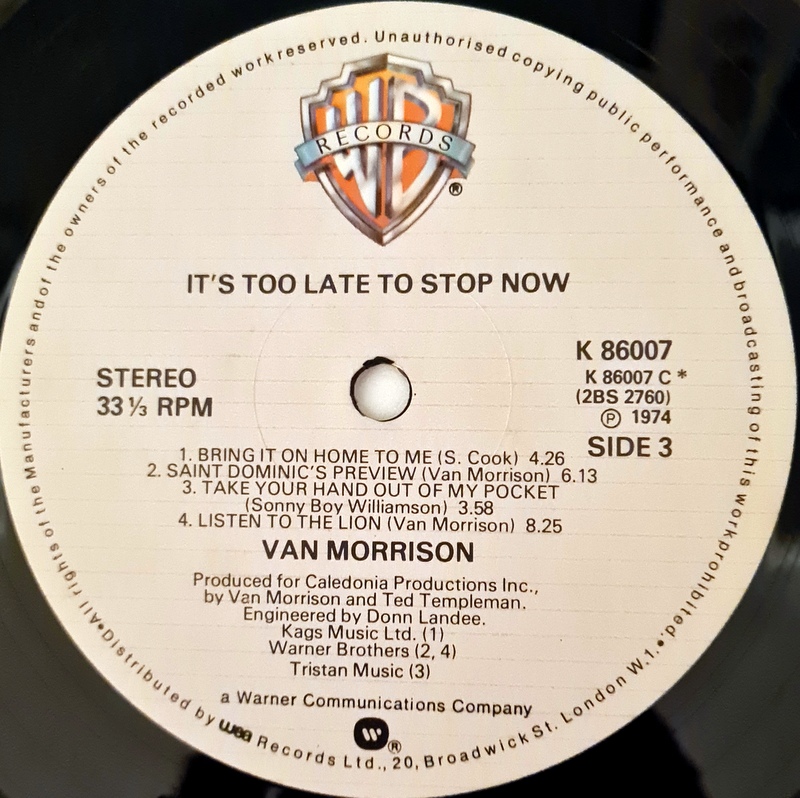 All rights of the Manufacturers and of the owners of the recorded work reserved. Unauthorised copying public performance and broadcasting of this work prohibited.
WB
RECORDS
®
IT'S TOO LATE TO STOP NOW
STEREO
33⅓ RPM
K 86007
K 86007 C*
(2BS 2760)
Ⓟ 1974
SIDE 3
1. BRING IT ON HOME TO ME (S. Cook) 4.26
2. SAINT DOMINIC'S PREVIEW (Van Morrison) 6.13
3. TAKE YOUR HAND OUT OF MY POCKET
(Sonny Boy Williamson) 3.58
4. LISTEN TO THE LION (Van Morrison) 8.25
VAN MORRISON
Produced for Caledonia Productions Inc.,
by Van Morrison and Ted Templeman.
Engineered by Donn Landee.
Kags Music Ltd. (1)
Warner Brothers (2, 4)
Tristan Music (3)
a Warner Communications Company
W ®
•Distributed by wea Records Ltd., 20, Broadwick St. London W.1.•